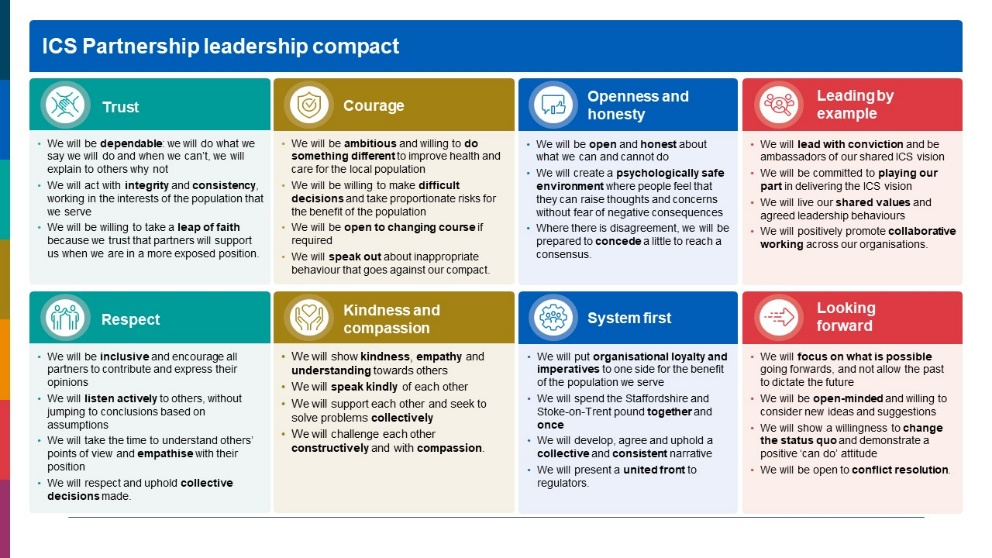 ICS Partnership leadership compact
Trust
• We will be dependable: we will do what we
say we will do and when we can't, we will
explain to others why not
• We will act with integrity and consistency,
working in the interests of the population that
we serve
• We will be willing to take a leap of faith
because we trust that partners will support
us when we are in a more exposed position.
Courage
• We will be ambitious and willing to do
something different to improve health and
care for the local population
• We will be willing to make difficult
decisions and take proportionate risks for
the benefit of the population
• We will be open to changing course if
required
• We will speak out about inappropriate
behaviour that goes against our compact.
Openness and
honesty
• We will be open and honest about
what we can and cannot do
• We will create a psychologically safe
environment where people feel that
they can raise thoughts and concerns
without fear of negative consequences
• Where there is disagreement, we will be
prepared to concede a little to reach a
consensus.
Leading by
example
• We will lead with conviction and be
ambassadors of our shared ICS vision
• We will be committed to playing our
part in delivering the ICS vision
• We will live our shared values and
agreed leadership behaviours
• We will positively promote collaborative
working across our organisations.
Respect
• We will be inclusive and encourage all
partners to contribute and express their
opinions
• We will listen actively to others, without
jumping to conclusions based on
assumptions
• We will take the time to understand others'
points of view and empathise with their
position
• We will respect and uphold collective
decisions made.
Kindness and
compassion
• We will show kindness, empathy and
understanding towards others
• We will speak kindly of each other
• We will support each other and seek to
solve problems collectively
• We will challenge each other
constructively and with compassion.
System first
• We will put organisational loyalty and
imperatives to one side for the benefit
of the population we serve
• We will spend the Staffordshire and
Stoke-on-Trent pound together and
once
• We will develop, agree and uphold a
collective and consistent narrative
• We will present a united front to
regulators.
Looking
forward
• We will focus on what is possible
going forwards, and not allow the past
to dictate the future
• We will be open-minded and willing to
consider new ideas and suggestions
• We will show a willingness to change
the status quo and demonstrate a
positive 'can do' attitude
• We will be open to conflict resolution.